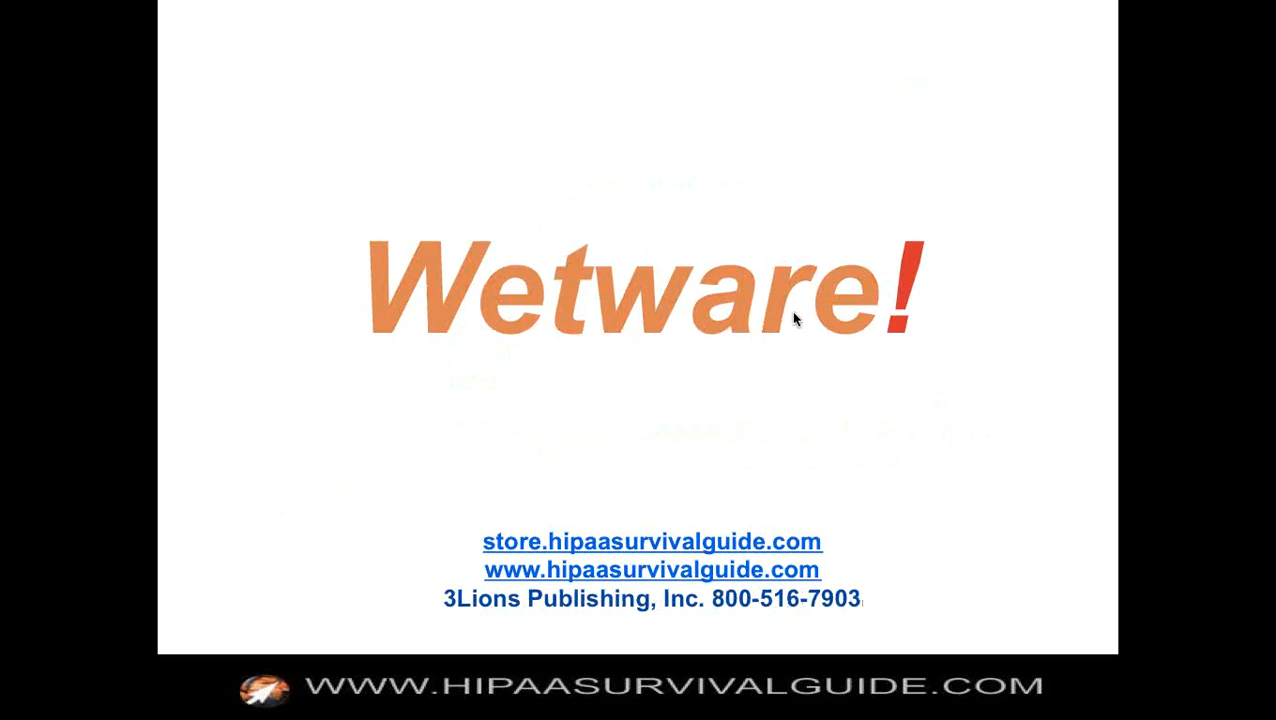 Wetware!
store.hipaasurvivalguide.com
www.hipaasurvivalguide.com
3Lions Publishing, Inc. 800-516-7903
WWW.HIPAASURVIVALGUIDE.COM